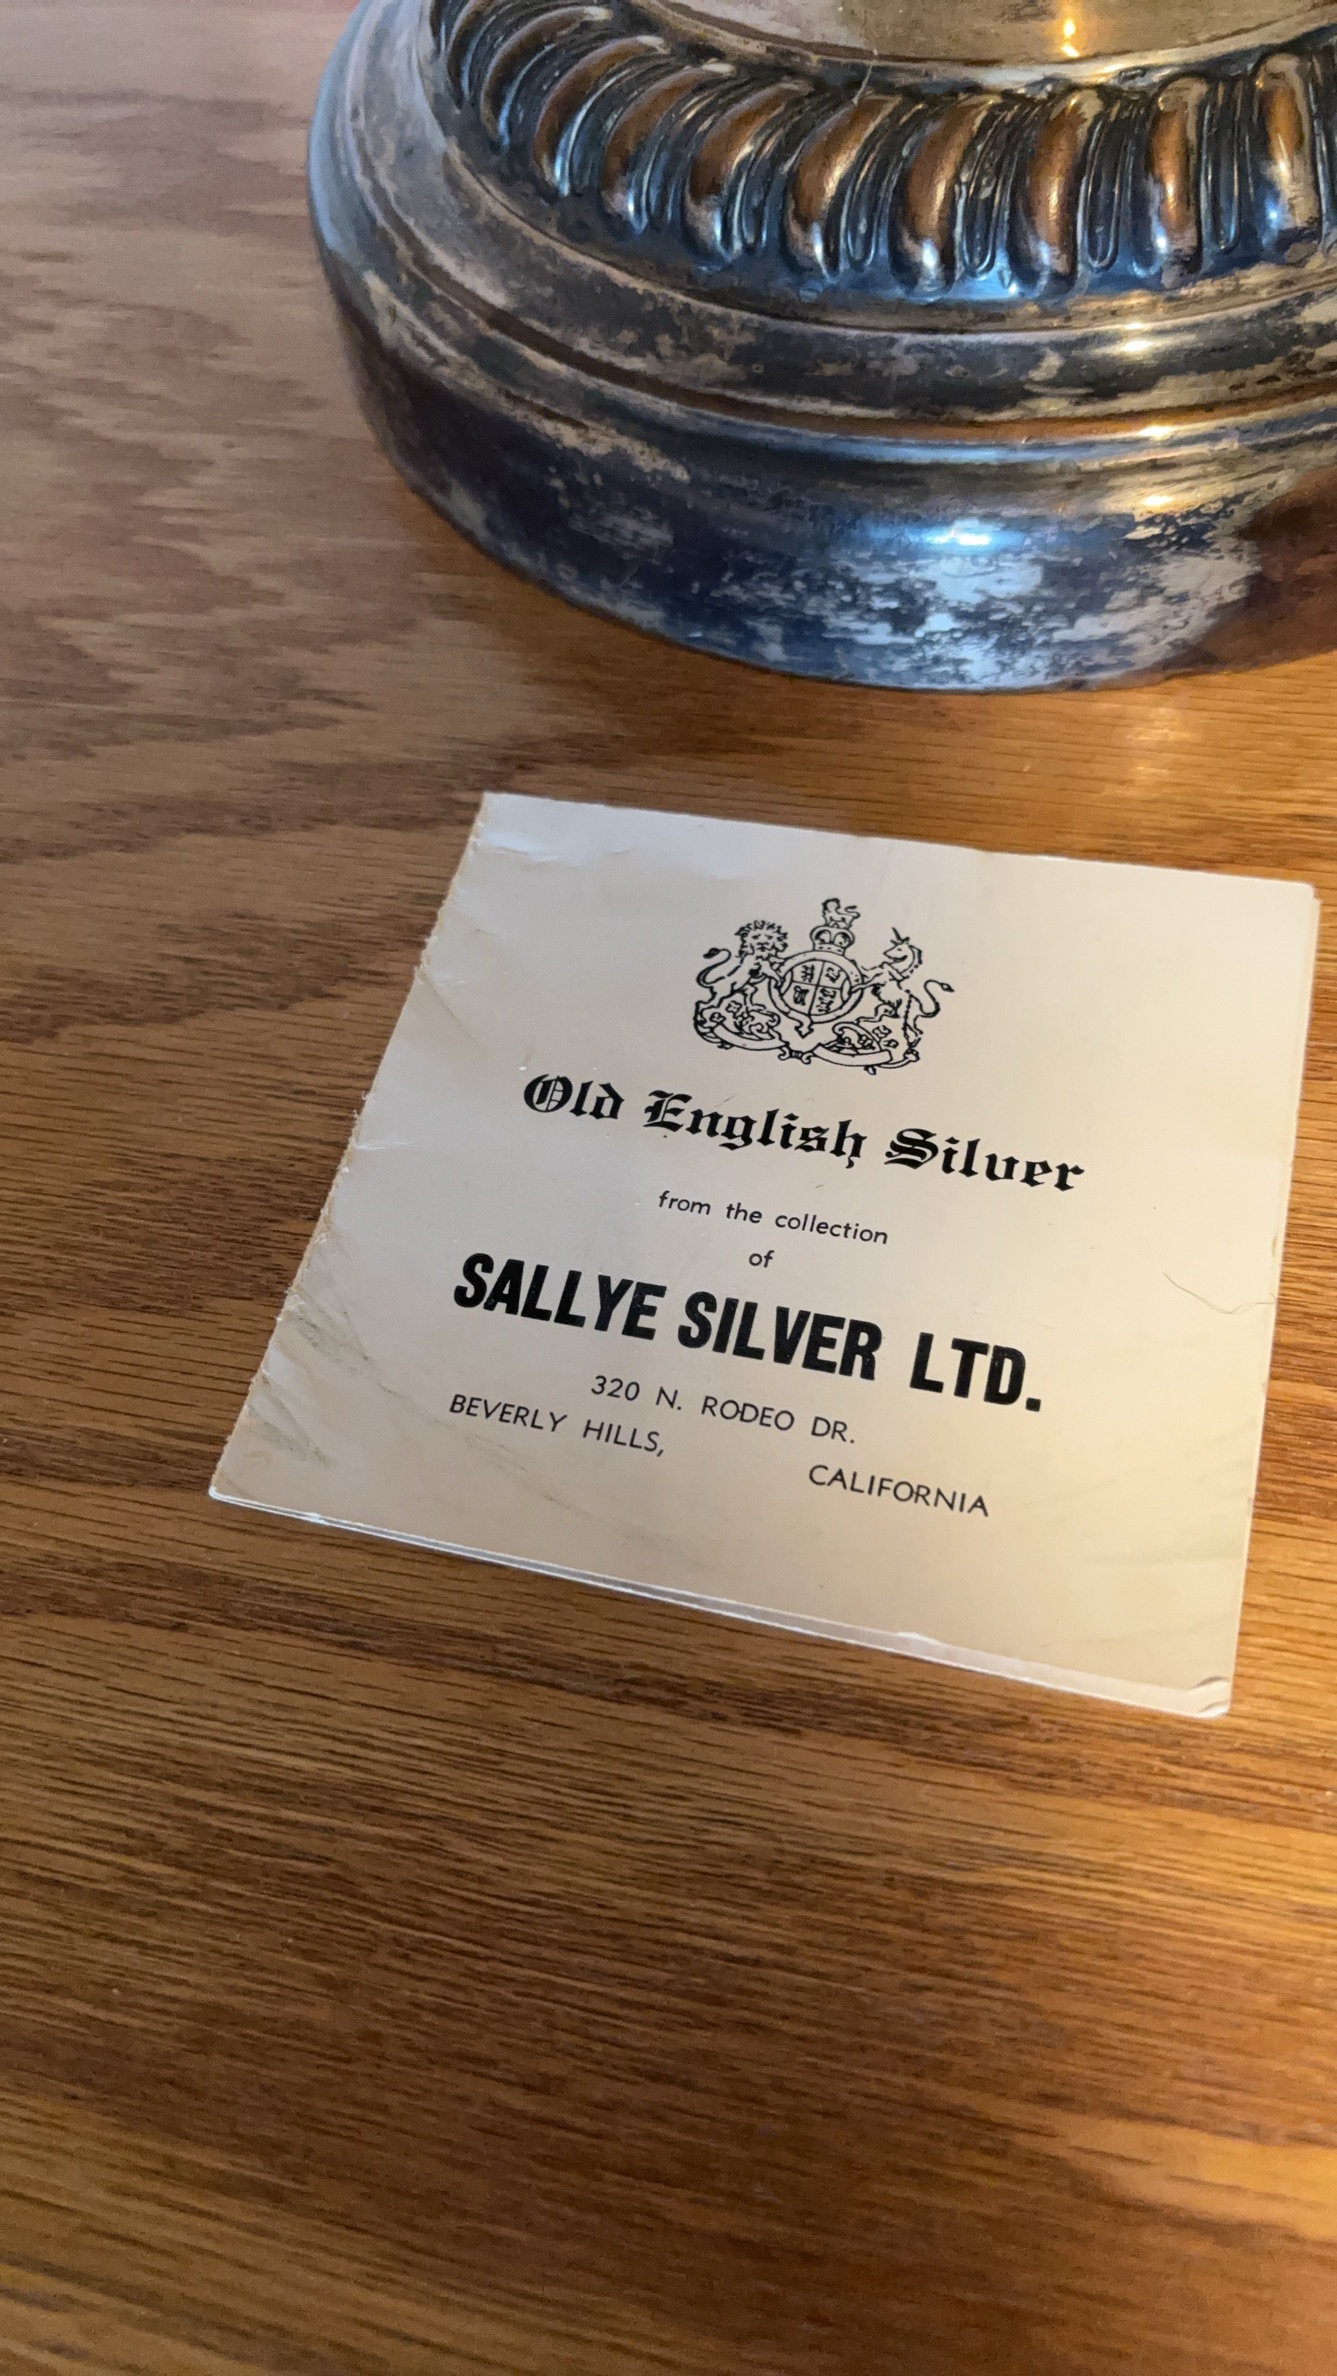 Old English Silver
from the collection
of
SALLYE SILVER LTD.
320 N. RODEO DR.
BEVERLY HILLS,
CALIFORNIA